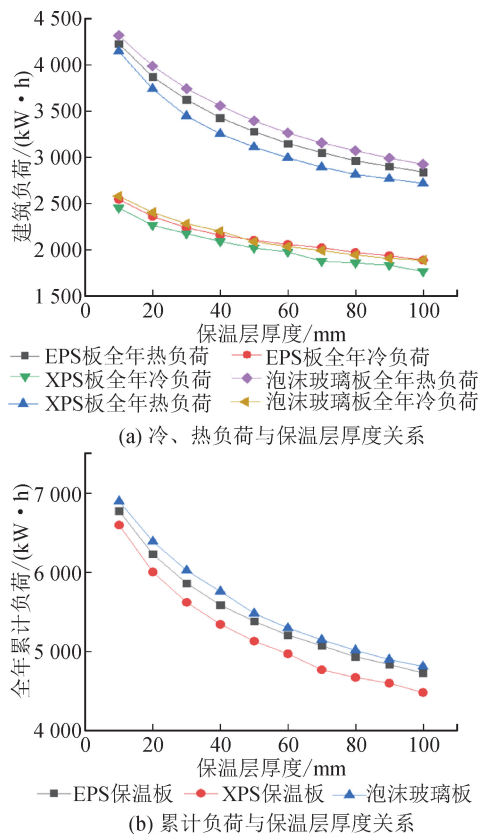 4 500
4 000
3 500
3 000
2 500
2 000
1 500
建筑负荷/(kW·h)
0 20 40 60 80 100
保温层厚度/mm
EPS板全年热负荷 EPS板全年冷负荷
XPS板全年冷负荷 泡沫玻璃板全年热负荷
XPS板全年热负荷 泡沫玻璃板全年冷负荷
(a) 冷、热负荷与保温层厚度关系
7 000
6 000
5 000
4 000
全年累计负荷/(kW·h)
0 20 40 60 80 100
保温层厚度/mm
EPS保温板 XPS保温板 泡沫玻璃板
(b) 累计负荷与保温层厚度关系